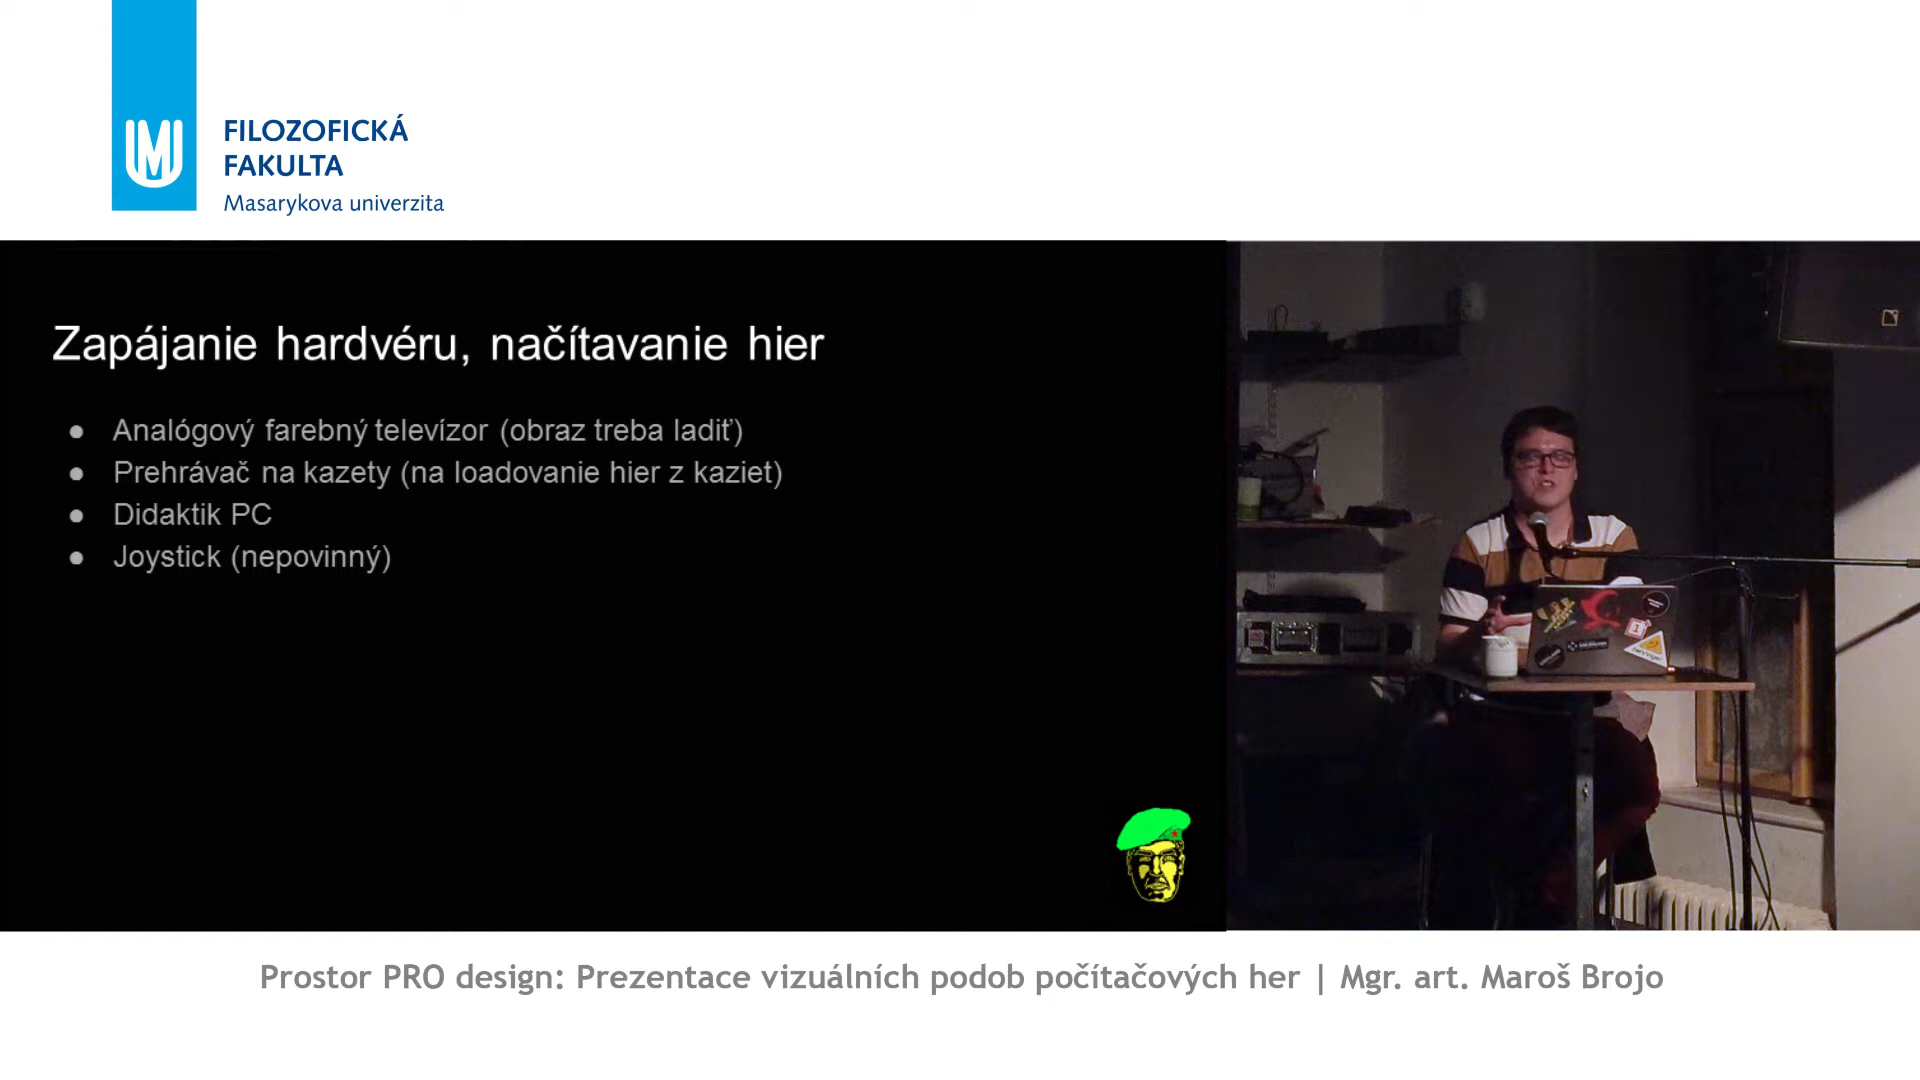 FILOZOFICKÁ
FAKULTA
Masarykova univerzita
Zapájanie hardvéru, načítavanie hier
● Analógový farebný televízor (obraz treba ladiť)
● Prehrávač na kazety (na loadovanie hier z kaziet)
● Didaktik PC
● Joystick (nepovinný)
Prostor PRO design: Prezentace vizuálních podob počítačových her | Mgr. art. Maroš Brojo